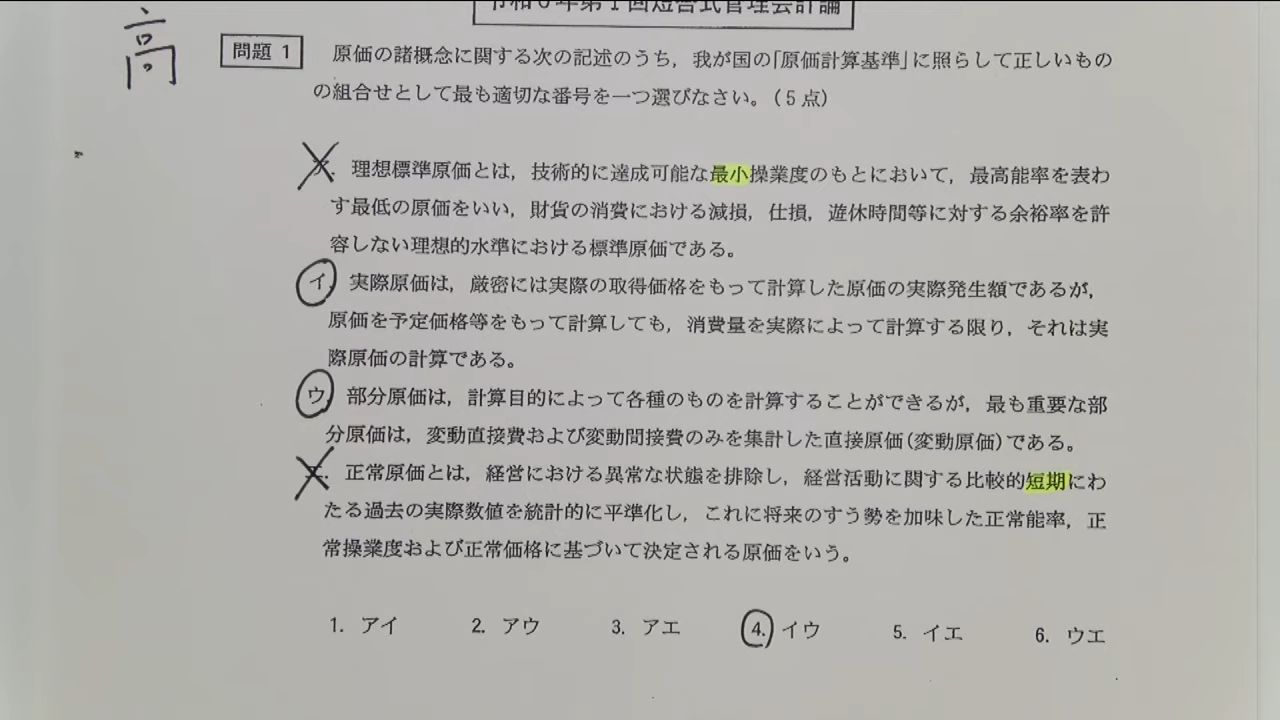 令和6年第1回短答式管理会計論
高
問題 1 原価の諸概念に関する次の記述のうち，我が国の「原価計算基準」に照らして正しいもの
の組合せとして最も適切な番号を一つ選びなさい。（5点）
理想標準原価とは，技術的に達成可能な最小操業度のもとにおいて，最高能率を表わ
す最低の原価をいい，財貨の消費における減損，仕損，遊休時間等に対する余裕率を許
容しない理想的水準における標準原価である。
イ 実際原価は，厳密には実際の取得価格をもって計算した原価の実際発生額であるが，
原価を予定価格等をもって計算しても，消費量を実際によって計算する限り，それは実
際原価の計算である。
ウ 部分原価は，計算目的によって各種のものを計算することができるが，最も重要な部
分原価は，変動直接費および変動間接費のみを集計した直接原価（変動原価）である。
正常原価とは，経営における異常な状態を排除し，経営活動に関する比較的短期にわ
たる過去の実際数値を統計的に平準化し，これに将来のすう勢を加味した正常能率，正
常操業度および正常価格に基づいて決定される原価をいう。
1. アイ 2. アウ 3. アエ 4. イウ 5. イエ 6. ウエ